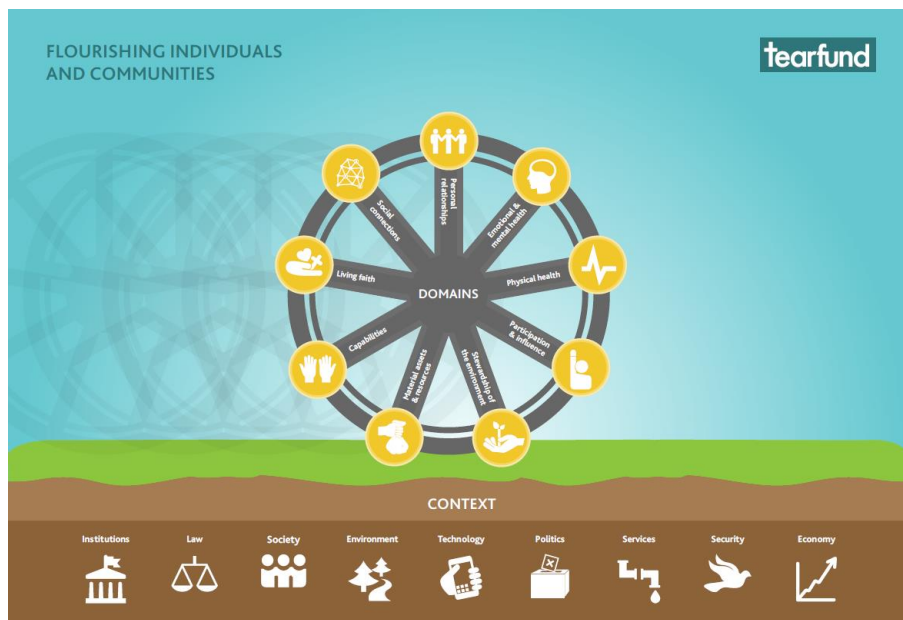 FLOURISHING INDIVIDUALS
AND COMMUNITIES
tearfund
Personal
relationships
Emotional &
mental health
Physical health
Participation
& influence
Stewardship of
the environment
Material assets
& resources
Capabilities
Living faith
Social
connections
DOMAINS
CONTEXT
Institutions
Law
Society
Environment
Technology
Politics
Services
Security
Economy